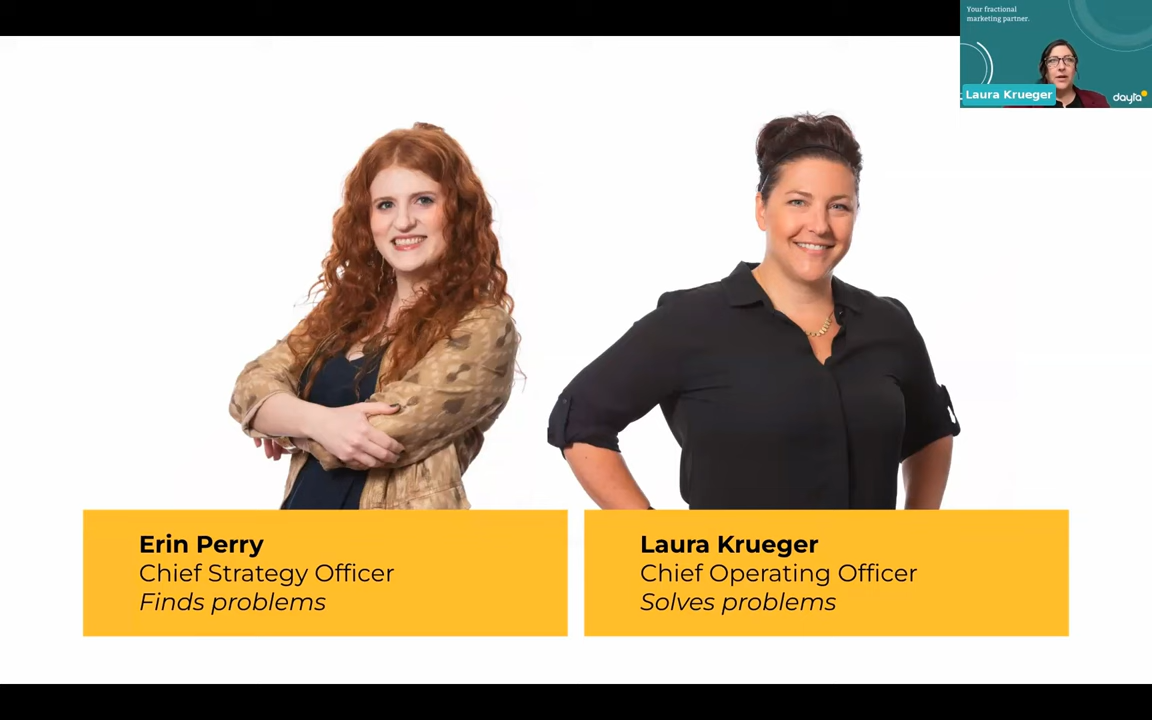 Your fractional
marketing partner.
Laura Krueger
dayta
Erin Perry
Chief Strategy Officer
Finds problems
Laura Krueger
Chief Operating Officer
Solves problems